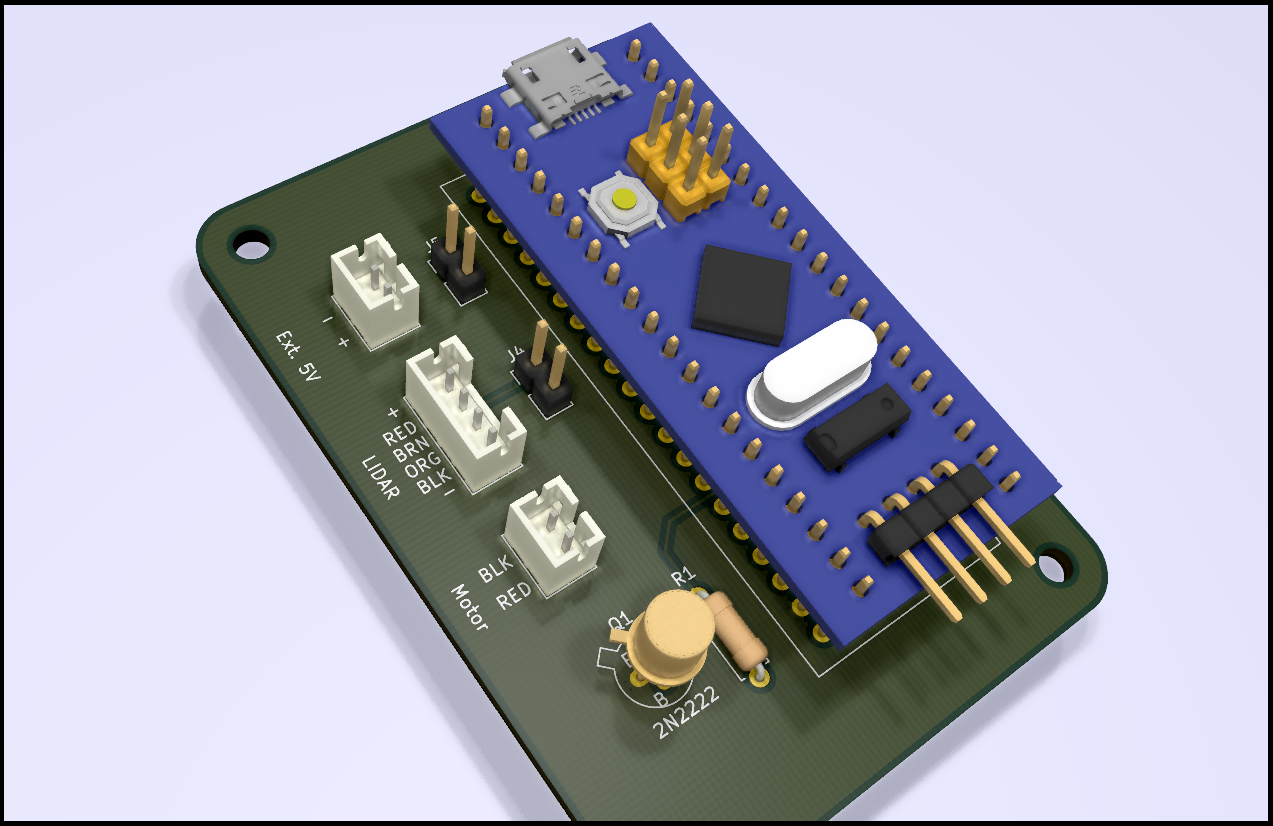 J5
- +
Ext. 5V
J4
+
RED
BRN
ORG
BLK
-
LIDAR
BLK
RED
Motor
R1
Q1
E
B
2N2222